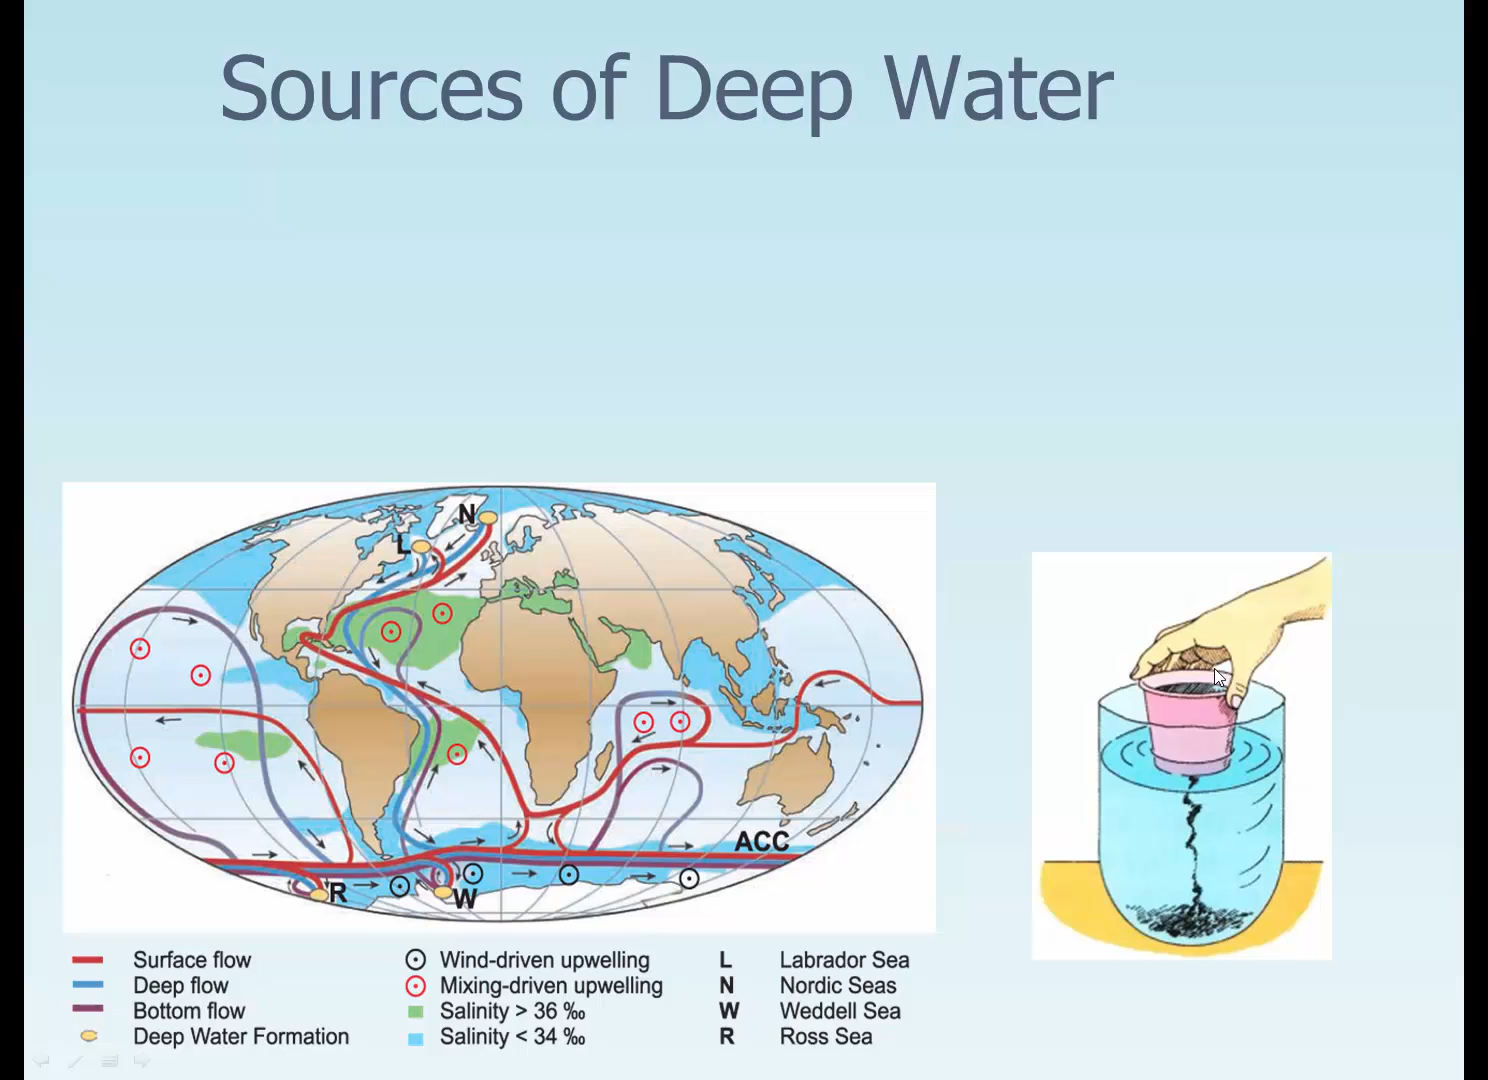 Sources of Deep Water
N
L
ACC
R
W
Surface flow
Deep flow
Bottom flow
Deep Water Formation
Wind-driven upwelling
Mixing-driven upwelling
Salinity > 36 ‰
Salinity < 34 ‰
L Labrador Sea
N Nordic Seas
W Weddell Sea
R Ross Sea